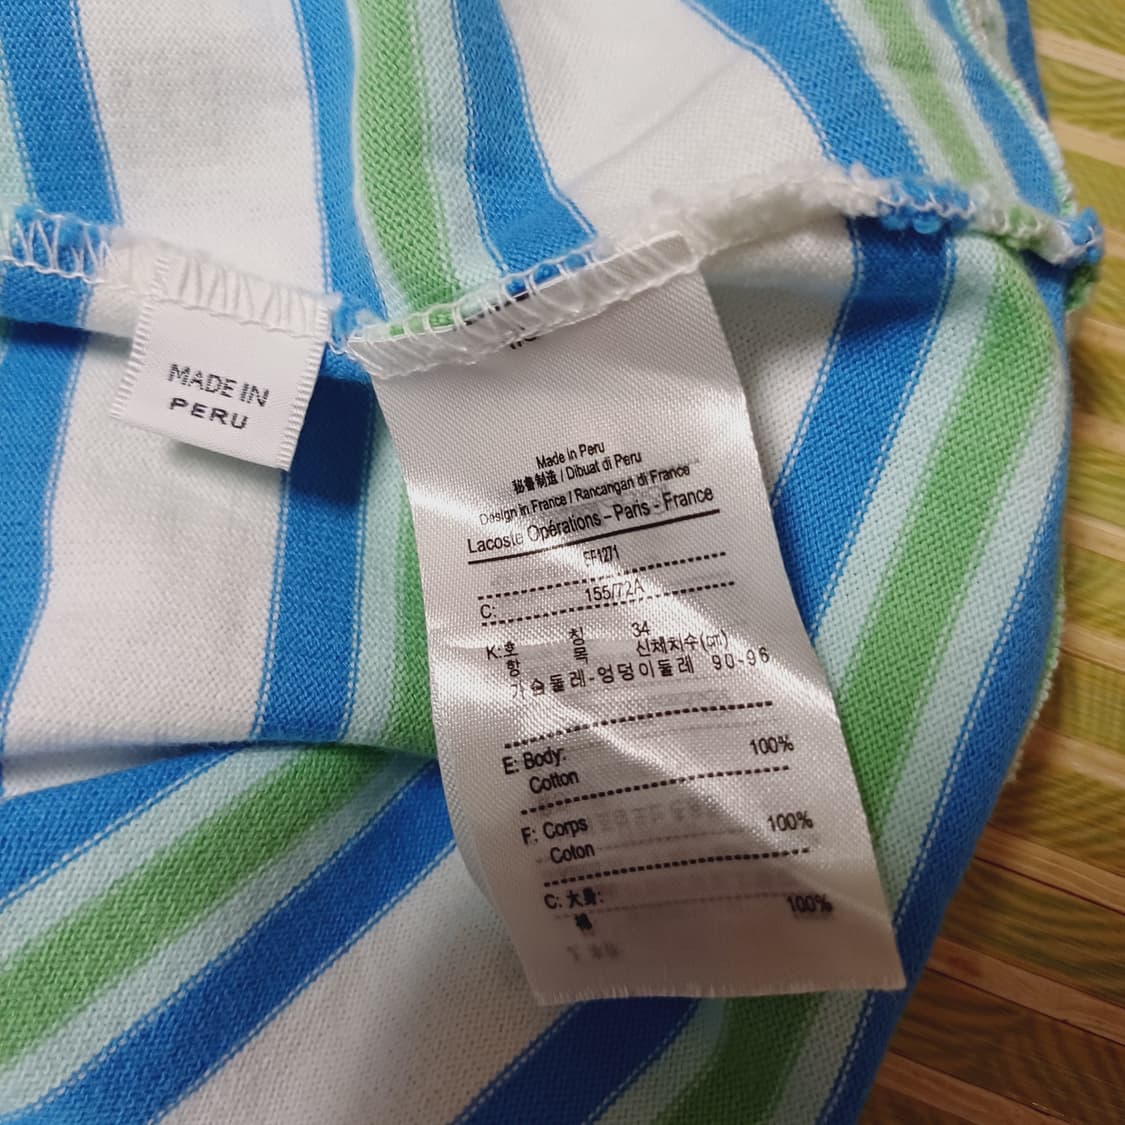 MADE IN
PERU
Made in Peru
秘鲁制造 / Dibuat di Peru
Design in France / Rancangan di France
Lacoste Opérations - Paris - France
EF1271
C: 155/72A
K:호 칭 34
항 목 신체치수(㎝)
가슴둘레-엉덩이둘레 90-96
E: Body: 100%
Cotton
F: Corps 100%
Coton
C: 大身: 100%
棉